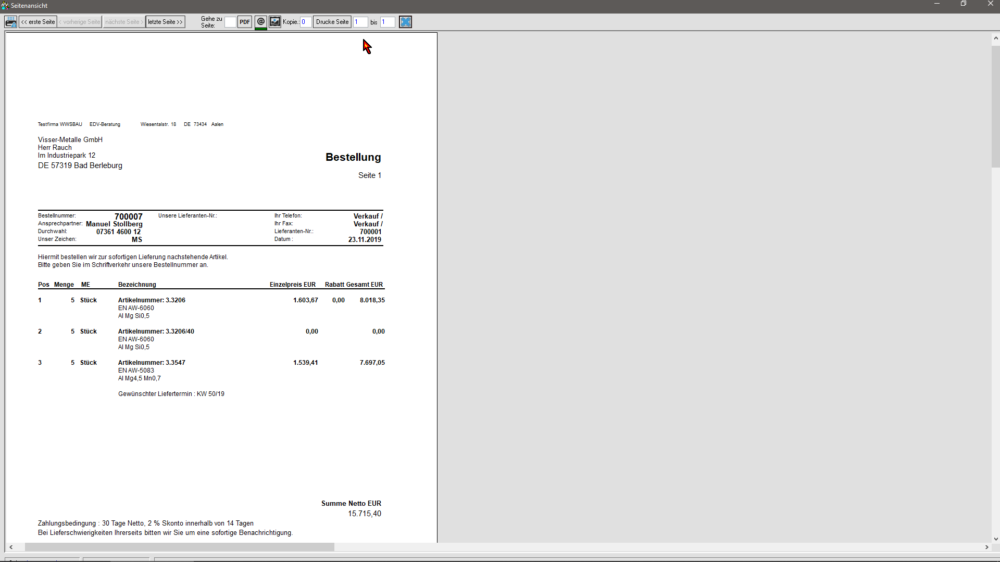 Seitenansicht
<< erste Seite < vorherige Seite nächste Seite > letzte Seite >> Gehe zu Seite: PDF @ Kopie.: 0 Drucke Seite 1 bis 1
Testfirma WWSBAU EDV-Beratung Wiesentalstr. 18 DE 73434 Aalen
Visser-Metalle GmbH
Herr Rauch
Im Industriepark 12
DE 57319 Bad Berleburg
Bestellung
Seite 1
Bestellnummer: 700007 Unsere Lieferanten-Nr.: Ihr Telefon: Verkauf /
Ansprechpartner: Manuel Stollberg Ihr Fax: Verkauf /
Durchwahl: 07361 4600 12 Lieferanten-Nr.: 700001
Unser Zeichen: MS Datum : 23.11.2019
Hiermit bestellen wir zur sofortigen Lieferung nachstehende Artikel.
Bitte geben Sie im Schriftverkehr unsere Bestellnummer an.
Pos Menge ME Bezeichnung Einzelpreis EUR Rabatt Gesamt EUR
1 5 Stück Artikelnummer: 3.3206 1.603,67 0,00 8.018,35
EN AW-6060
Al Mg Si0,5
2 5 Stück Artikelnummer: 3.3206/40 0,00 0,00
EN AW-6060
Al Mg Si0,5
3 5 Stück Artikelnummer: 3.3547 1.539,41 7.697,05
EN AW-5083
Al Mg4,5 Mn0,7
Gewünschter Liefertermin : KW 50/19
Summe Netto EUR
15.715,40
Zahlungsbedingung : 30 Tage Netto, 2 % Skonto innerhalb von 14 Tagen
Bei Lieferschwierigkeiten Ihrerseits bitten wir Sie um eine sofortige Benachrichtigung.